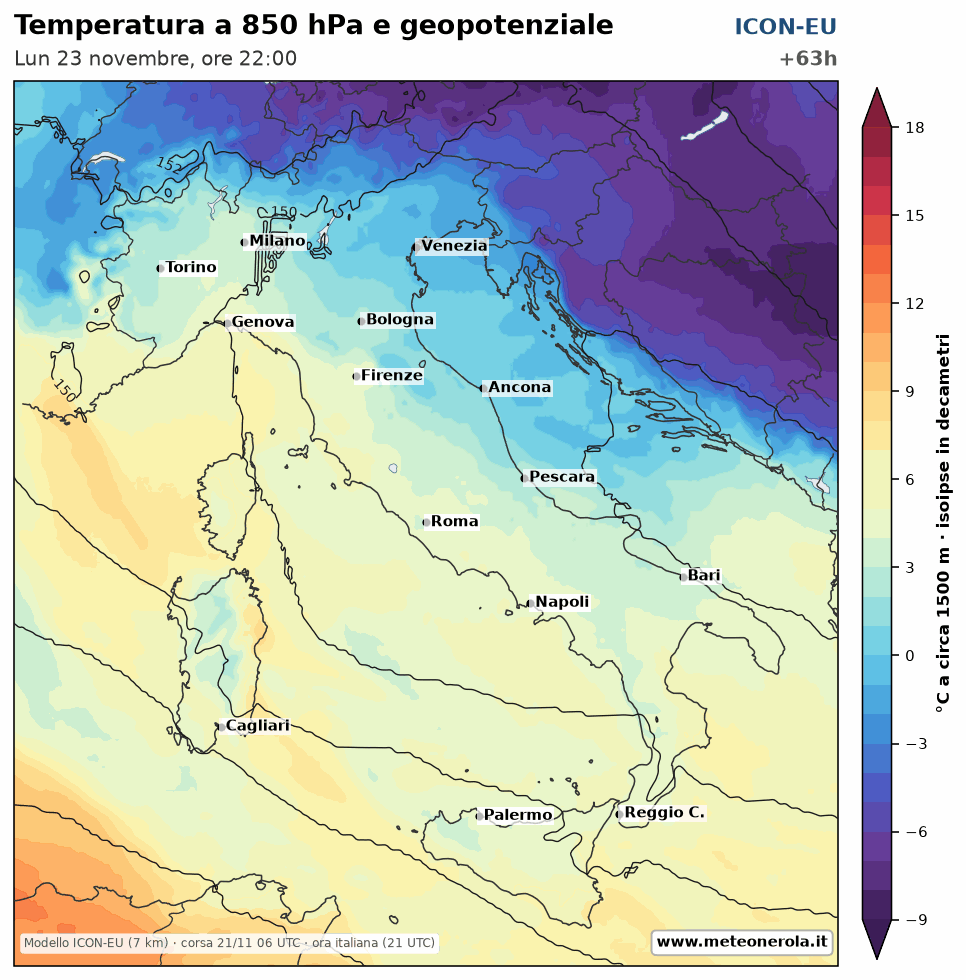 Temperatura a 850 hPa e geopotenziale
ICON-EU
Lun 23 novembre, ore 22:00
+63h
152
150
Milano
Venezia
Torino
Genova
Bologna
Firenze
Ancona
150
Pescara
Roma
Bari
Napoli
Cagliari
Palermo
Reggio C.
Modello ICON-EU (7 km) · corsa 21/11 06 UTC · ora italiana (21 UTC)
www.meteonerola.it
18
15
12
9
6
3
0
−3
−6
−9
°C a circa 1500 m · isoipse in decametri